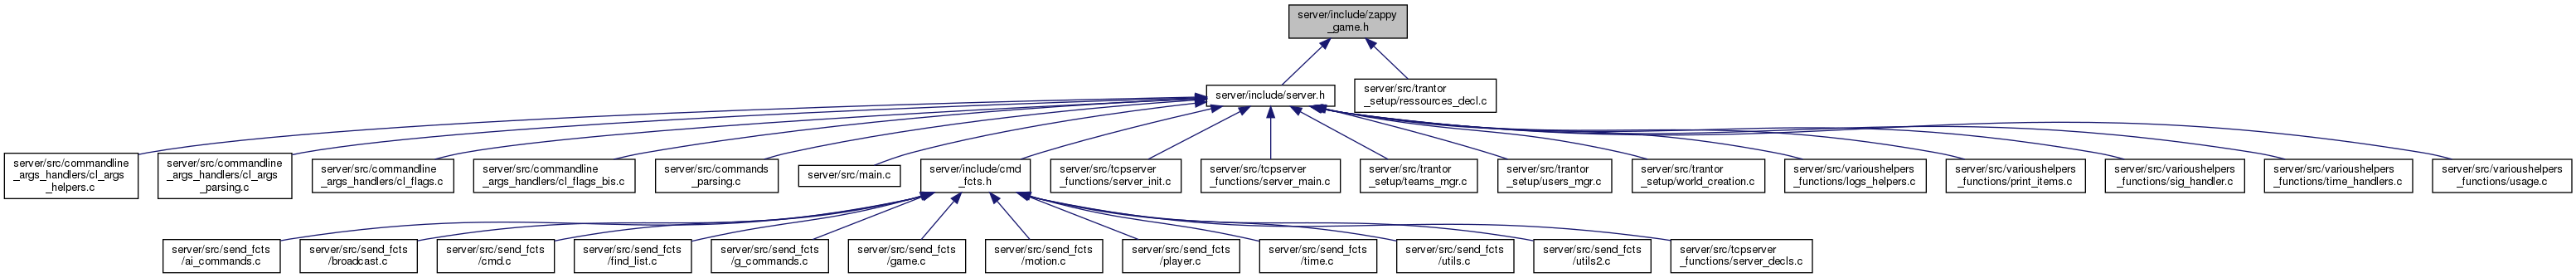 server/include/zappy
_game.h
server/include/server.h
server/src/trantor
_setup/ressources_decl.c
server/src/commandline
_args_handlers/cl_args
_helpers.c
server/src/commandline
_args_handlers/cl_args
_parsing.c
server/src/commandline
_args_handlers/cl_flags.c
server/src/commandline
_args_handlers/cl_flags_bis.c
server/src/commands
_parsing.c
server/src/main.c
server/include/cmd
_fcts.h
server/src/tcpserver
_functions/server_init.c
server/src/tcpserver
_functions/server_main.c
server/src/trantor
_setup/teams_mgr.c
server/src/trantor
_setup/users_mgr.c
server/src/trantor
_setup/world_creation.c
server/src/varioushelpers
_functions/logs_helpers.c
server/src/varioushelpers
_functions/print_items.c
server/src/varioushelpers
_functions/sig_handler.c
server/src/varioushelpers
_functions/time_handlers.c
server/src/varioushelpers
_functions/usage.c
server/src/send_fcts
/ai_commands.c
server/src/send_fcts
/broadcast.c
server/src/send_fcts
/cmd.c
server/src/send_fcts
/find_list.c
server/src/send_fcts
/g_commands.c
server/src/send_fcts
/game.c
server/src/send_fcts
/motion.c
server/src/send_fcts
/player.c
server/src/send_fcts
/time.c
server/src/send_fcts
/utils.c
server/src/send_fcts
/utils2.c
server/src/tcpserver
_functions/server_decls.c